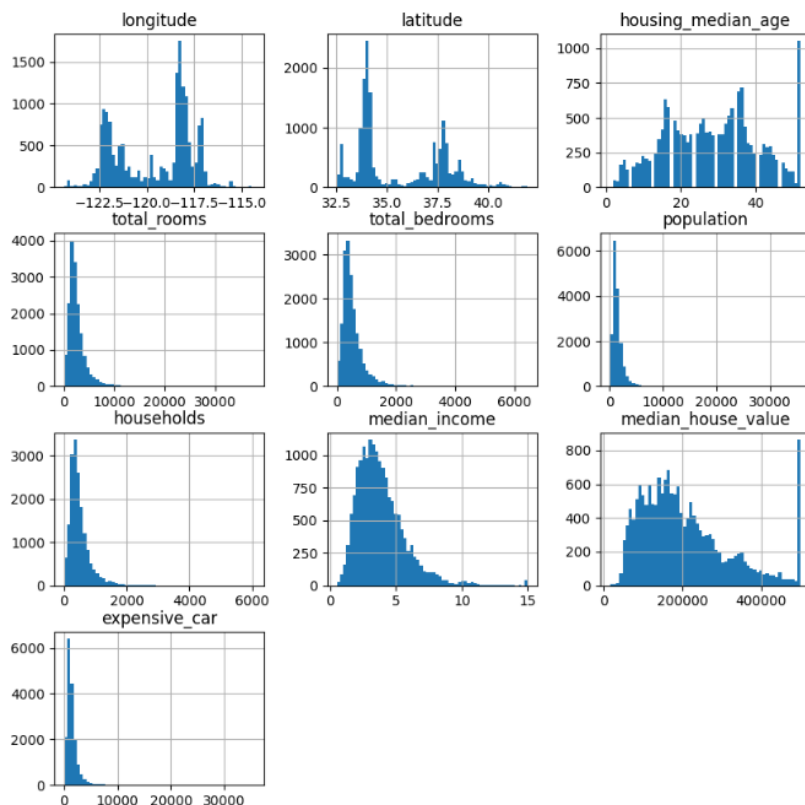 longitude
latitude
housing_median_age
1500
1000
500
0
−122.5−120.0−117.5−115.0
2000
1000
0
32.5 35.0 37.5 40.0
1000
750
500
250
0
20 40
total_rooms
total_bedrooms
population
4000
3000
2000
1000
0
0 10000 20000 30000
3000
2000
1000
0
0 2000 4000 6000
6000
4000
2000
0
0 10000 20000 30000
households
median_income
median_house_value
3000
2000
1000
0
0 2000 4000 6000
1000
750
500
250
0
0 5 10 15
800
600
400
200
0
0 200000 400000
expensive_car
6000
4000
2000
0
0 10000 20000 30000